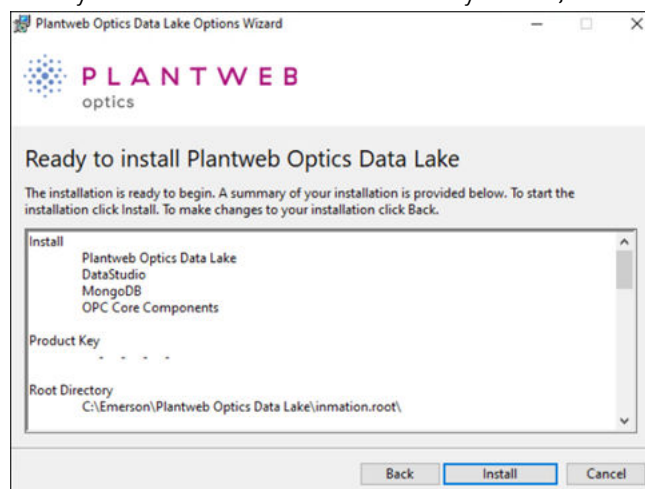 Plantweb Optics Data Lake Options Wizard
PLANTWEB
optics
Ready to install Plantweb Optics Data Lake
The installation is ready to begin. A summary of your installation is provided below. To start the
installation click Install. To make changes to your installation click Back.
Install
Plantweb Optics Data Lake
DataStudio
MongoDB
OPC Core Components
Product Key
- - - -
Root Directory
C:\Emerson\Plantweb Optics Data Lake\inmation.root\
Back Install Cancel